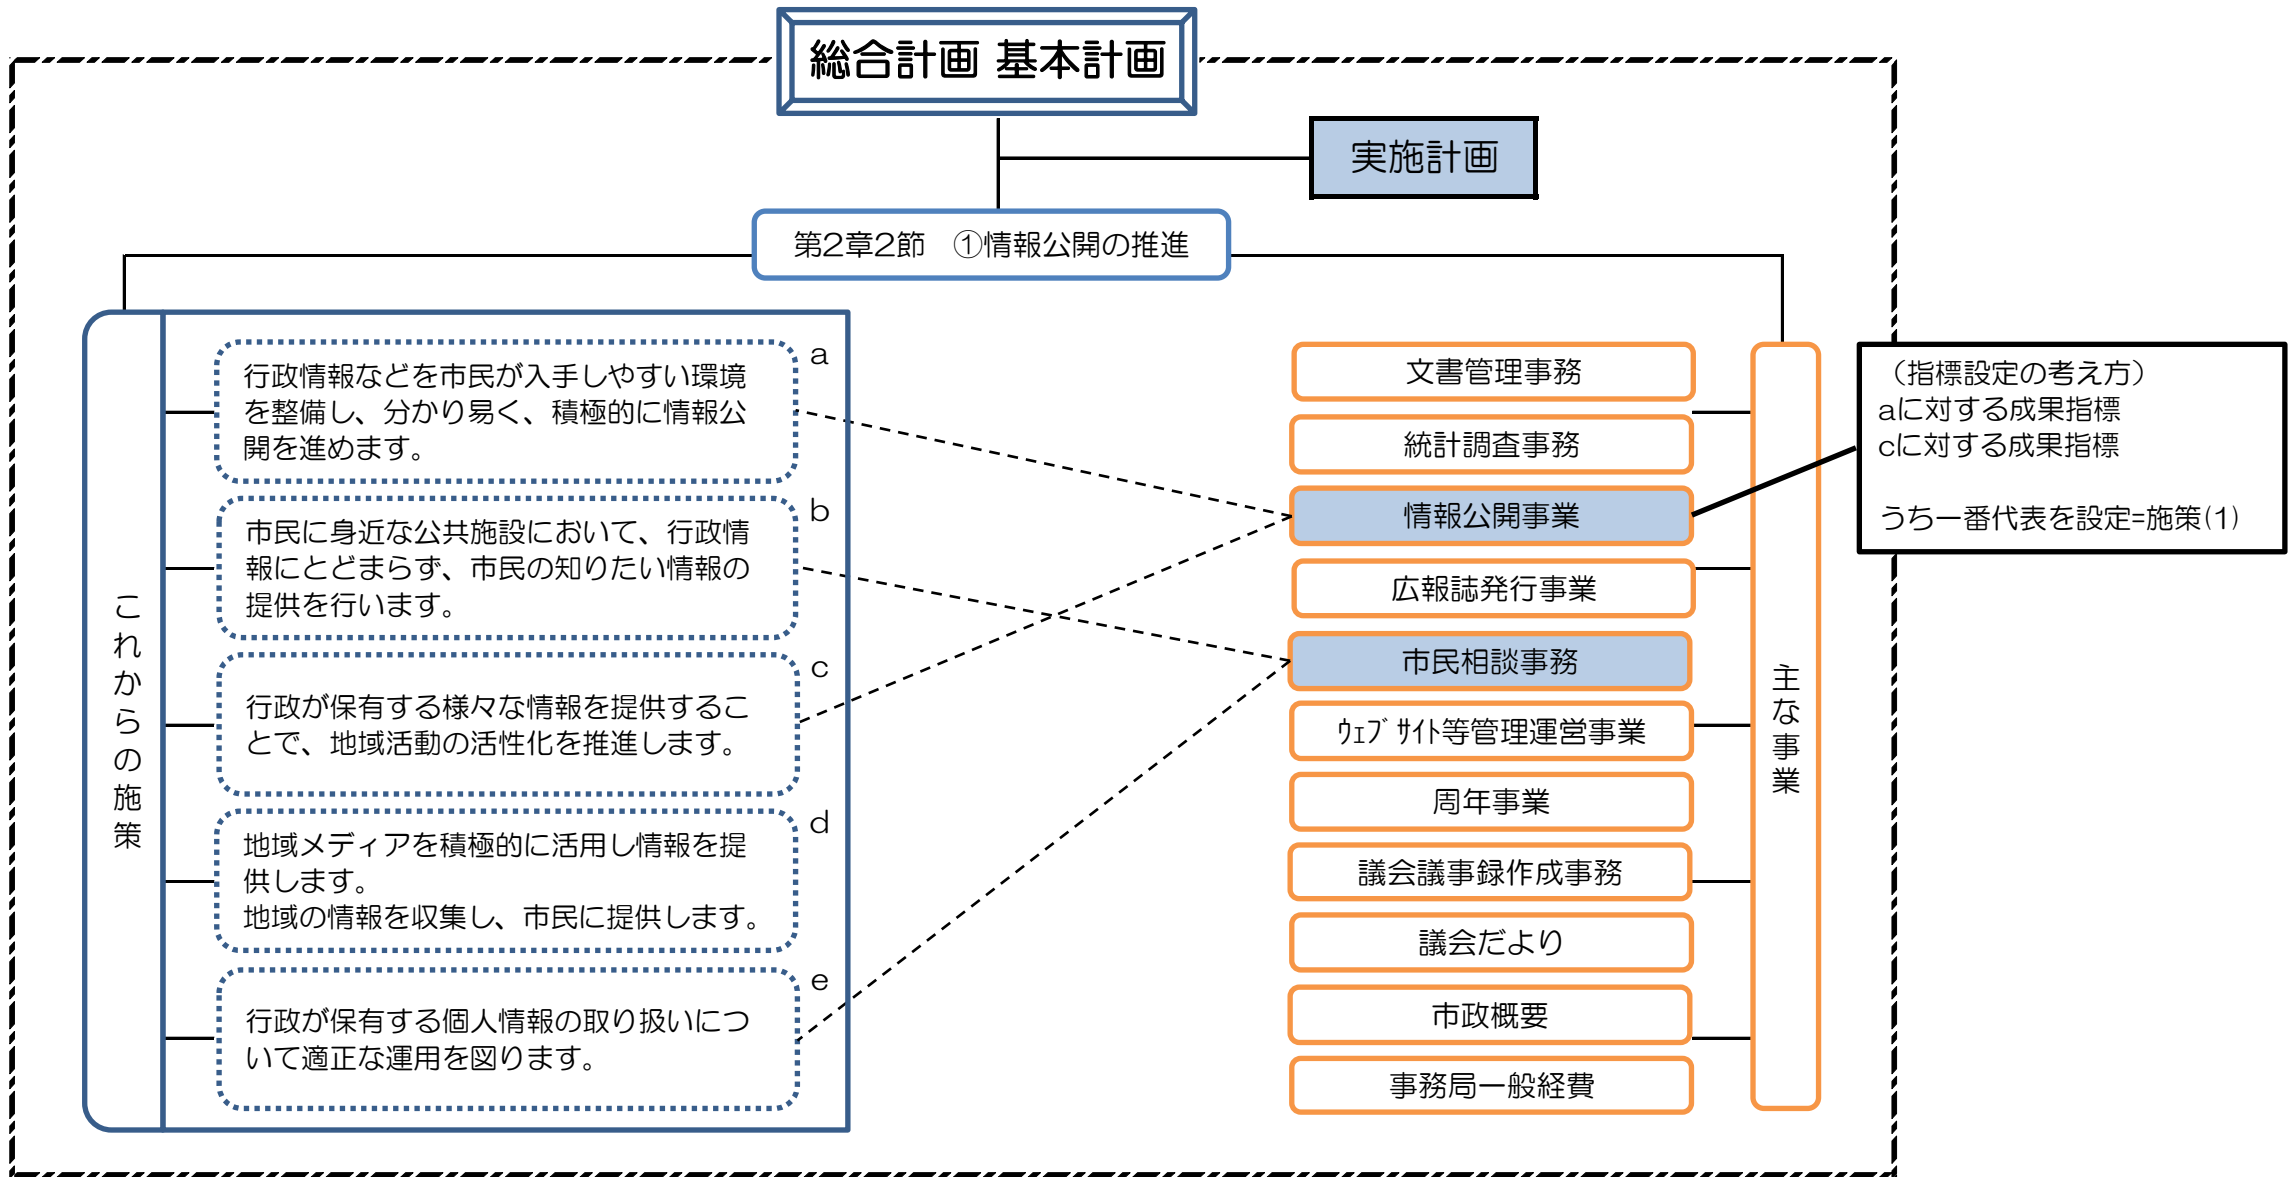 総合計画 基本計画
実施計画
第2章2節　①情報公開の推進
これからの施策
a
行政情報などを市民が入手しやすい環境
を整備し、分かり易く、積極的に情報公
開を進めます。
b
市民に身近な公共施設において、行政情
報にとどまらず、市民の知りたい情報の
提供を行います。
c
行政が保有する様々な情報を提供するこ
とで、地域活動の活性化を推進します。
d
地域メディアを積極的に活用し情報を提
供します。
地域の情報を収集し、市民に提供します。
e
行政が保有する個人情報の取り扱いにつ
いて適正な運用を図ります。
文書管理事務
統計調査事務
情報公開事業
広報誌発行事業
市民相談事務
ｳｪﾌﾞｻｲﾄ等管理運営事業
周年事業
議会議事録作成事務
議会だより
市政概要
事務局一般経費
主な事業
（指標設定の考え方）
aに対する成果指標
cに対する成果指標
うち一番代表を設定=施策(1)